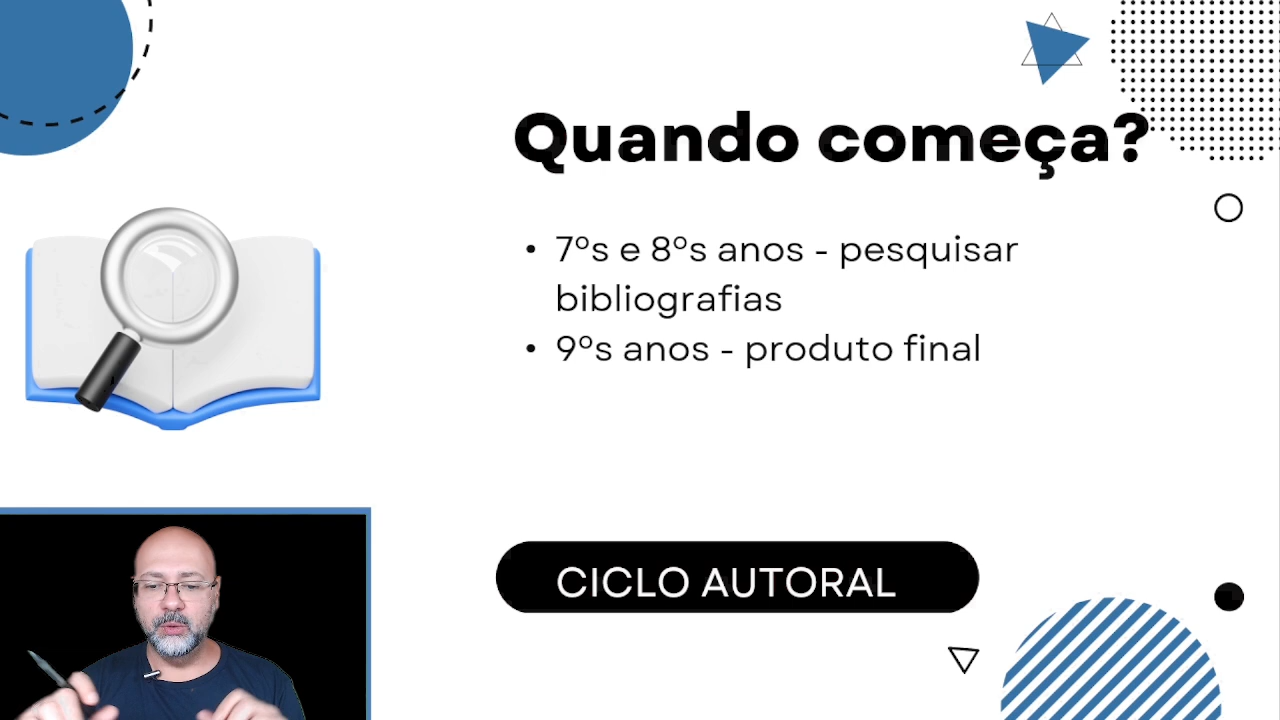 Quando começa?
• 7ºs e 8ºs anos - pesquisar
bibliografias
• 9ºs anos - produto final
CICLO AUTORAL